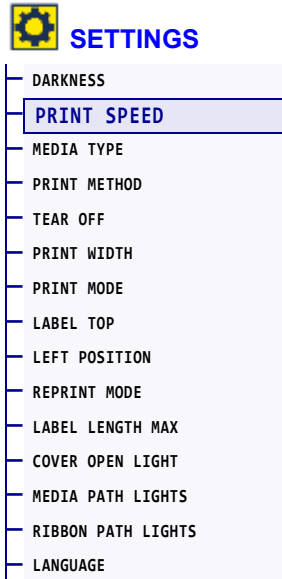 SETTINGS
DARKNESS
PRINT SPEED
MEDIA TYPE
PRINT METHOD
TEAR OFF
PRINT WIDTH
PRINT MODE
LABEL TOP
LEFT POSITION
REPRINT MODE
LABEL LENGTH MAX
COVER OPEN LIGHT
MEDIA PATH LIGHTS
RIBBON PATH LIGHTS
LANGUAGE